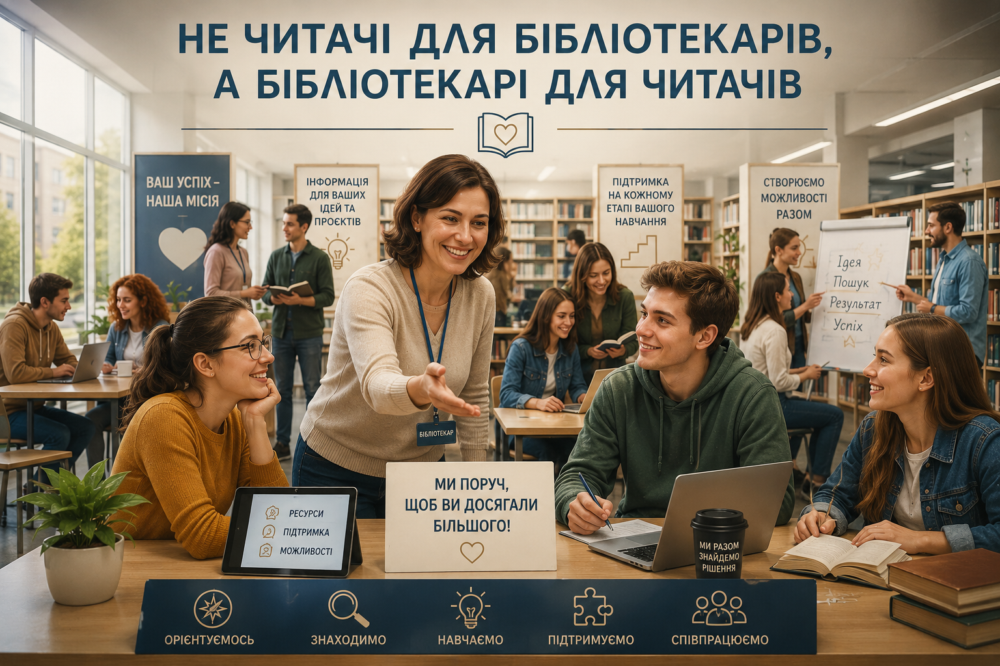 НЕ ЧИТАЧІ ДЛЯ БІБЛІОТЕКАРІВ,
А БІБЛІОТЕКАРІ ДЛЯ ЧИТАЧІВ
ВАШ УСПІХ –
НАША МІСІЯ
ІНФОРМАЦІЯ
ДЛЯ ВАШИХ
ІДЕЙ ТА
ПРОЄКТІВ
ПІДТРИМКА
НА КОЖНОМУ
ЕТАПІ ВАШОГО
НАВЧАННЯ
СТВОРЮЄМО
МОЖЛИВОСТІ
РАЗОМ
Ідея
Пошук
Результат
Успіх
БІБЛІОТЕКАР
МИ ПОРУЧ,
ЩОБ ВИ ДОСЯГАЛИ
БІЛЬШОГО!
РЕСУРСИ
ПІДТРИМКА
МОЖЛИВОСТІ
МИ РАЗОМ
ЗНАЙДЕМО
РІШЕННЯ
ОРІЄНТУЄМОСЬ
ЗНАХОДИМО
НАВЧАЄМО
ПІДТРИМУЄМО
СПІВПРАЦЮЄМО